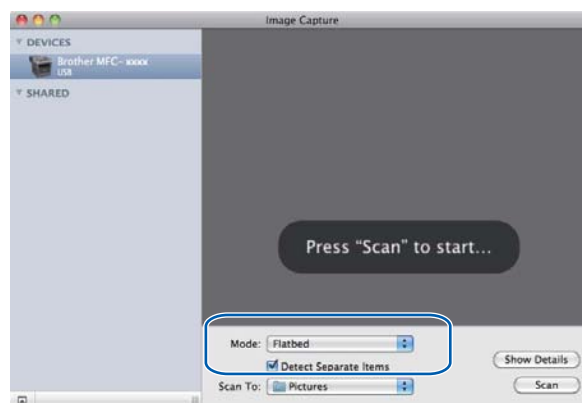 Image Capture
DEVICES
Brother MFC- xxxx
USB
SHARED
Press “Scan” to start...
Mode: Flatbed
Detect Separate Items
Show Details
Scan To: Pictures
Scan